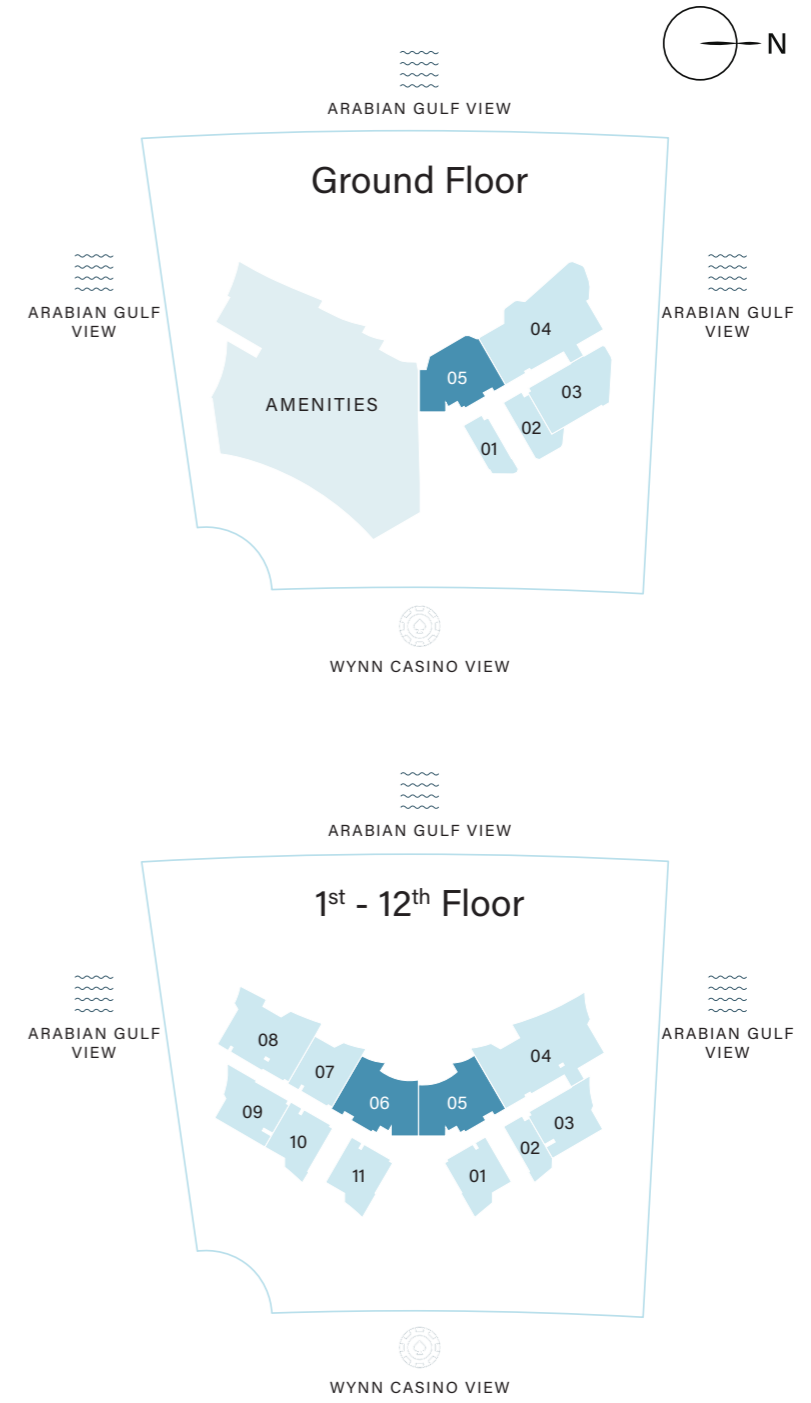 N
ARABIAN GULF VIEW
Ground Floor
ARABIAN GULF
VIEW
ARABIAN GULF
VIEW
04
05
03
AMENITIES
02
01
WYNN CASINO VIEW
ARABIAN GULF VIEW
1st - 12th Floor
ARABIAN GULF
VIEW
ARABIAN GULF
VIEW
08
07
04
06
05
09
03
10
02
11
01
WYNN CASINO VIEW